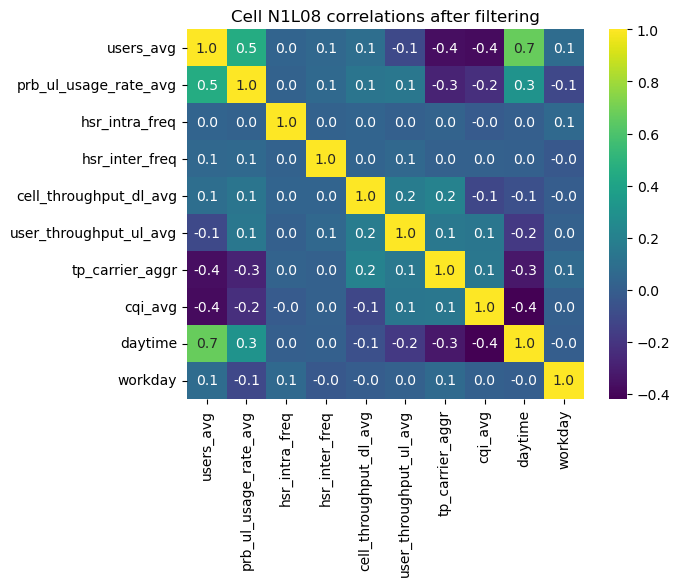 Cell N1L08 correlations after filtering
users_avg 1.0 0.5 0.0 0.1 0.1 -0.1 -0.4 -0.4 0.7 0.1
prb_ul_usage_rate_avg 0.5 1.0 0.0 0.1 0.1 0.1 -0.3 -0.2 0.3 -0.1
hsr_intra_freq 0.0 0.0 1.0 0.0 0.0 0.0 0.0 -0.0 0.0 0.1
hsr_inter_freq 0.1 0.1 0.0 1.0 0.0 0.1 0.0 0.0 0.0 -0.0
cell_throughput_dl_avg 0.1 0.1 0.0 0.0 1.0 0.2 0.2 -0.1 -0.1 -0.0
user_throughput_ul_avg -0.1 0.1 0.0 0.1 0.2 1.0 0.1 0.1 -0.2 0.0
tp_carrier_aggr -0.4 -0.3 0.0 0.0 0.2 0.1 1.0 0.1 -0.3 0.1
cqi_avg -0.4 -0.2 -0.0 0.0 -0.1 0.1 0.1 1.0 -0.4 0.0
daytime 0.7 0.3 0.0 0.0 -0.1 -0.2 -0.3 -0.4 1.0 -0.0
workday 0.1 -0.1 0.1 -0.0 -0.0 0.0 0.1 0.0 -0.0 1.0
users_avg
prb_ul_usage_rate_avg
hsr_intra_freq
hsr_inter_freq
cell_throughput_dl_avg
user_throughput_ul_avg
tp_carrier_aggr
cqi_avg
daytime
workday
1.0
0.8
0.6
0.4
0.2
0.0
−0.2
−0.4